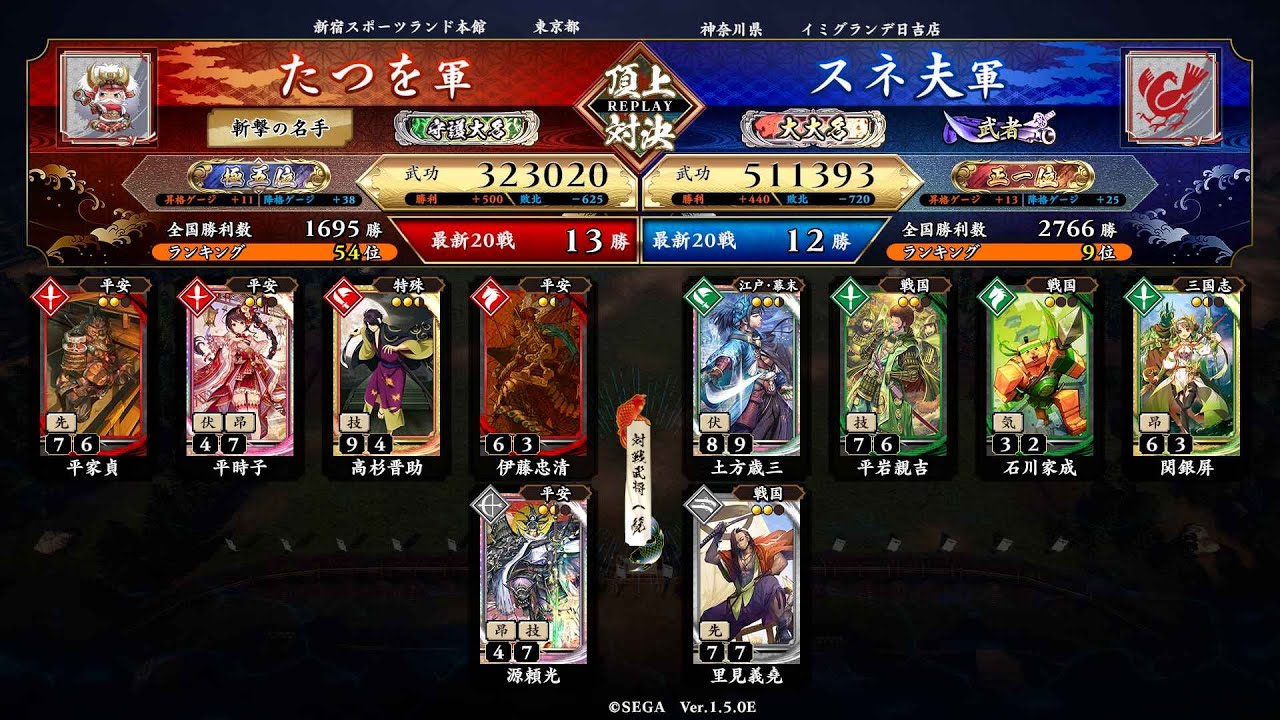 新宿スポーツランド本館 東京都 神奈川県 イミグランデ日吉店
たつを軍 頂上 スネ夫軍
REPLAY
対決
斬撃の名手 守護大名 大大名 武者
極王位 武功 323020 武功 511393 正一位
昇格ゲージ +11 降格ゲージ +38 勝利 +500 敗北 -625 勝利 +440 敗北 -720 昇格ゲージ +13 降格ゲージ +25
全国勝利数 1695勝 最新20戦 13勝 最新20戦 12勝 全国勝利数 2766勝
ランキング 54位 ランキング 9位
平安 平安 特殊 平安 江戸・幕末 戦国 戦国 三国志
先 伏 昂 技 伏 技 気 昂
7 6 4 7 9 4 6 3 8 9 7 6 3 2 6 3
平家貞 平時子 高杉晋助 伊藤忠清 土方歳三 平岩親吉 石川家成 関銀屏
対戦武将一覧
平安 戦国
昂 技 先
4 7 7 7
源頼光 里見義堯
©SEGA Ver.1.5.0E